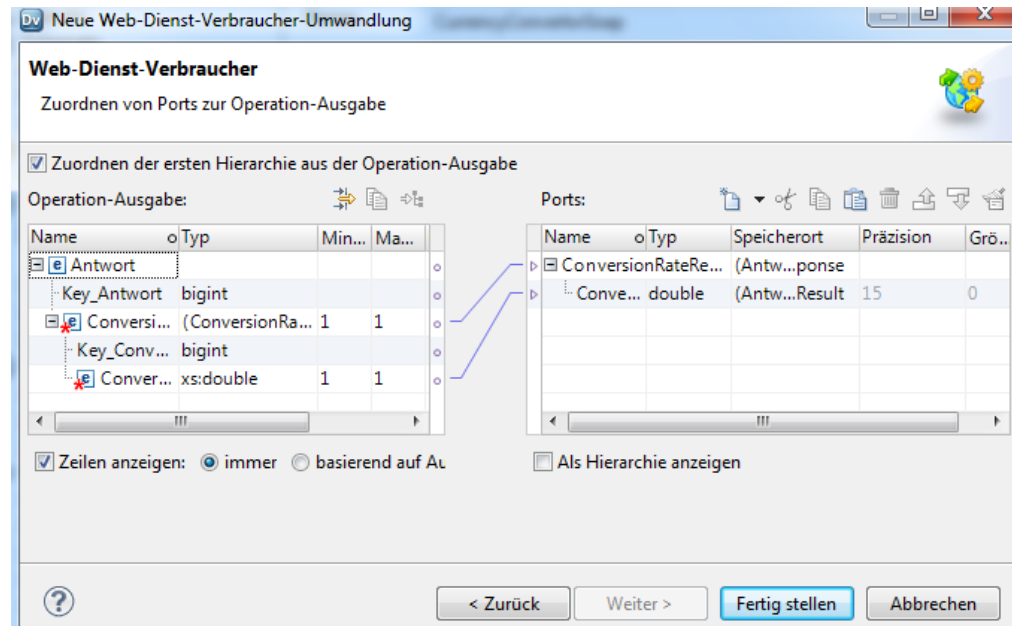 Dv Neue Web-Dienst-Verbraucher-Umwandlung
Web-Dienst-Verbraucher
Zuordnen von Ports zur Operation-Ausgabe
Zuordnen der ersten Hierarchie aus der Operation-Ausgabe
Operation-Ausgabe: Ports:
Name o Typ Min... Ma... Name o Typ Speicherort Präzision Grö...
e Antwort ConversionRateRe... (Antw...ponse
Key_Antwort bigint Conve... double (Antw...Result 15 0
e Conversi... (ConversionRa... 1 1
Key_Conv... bigint
e Conver... xs:double 1 1
Zeilen anzeigen: immer basierend auf Als Hierarchie anzeigen
? < Zurück Weiter > Fertig stellen Abbrechen